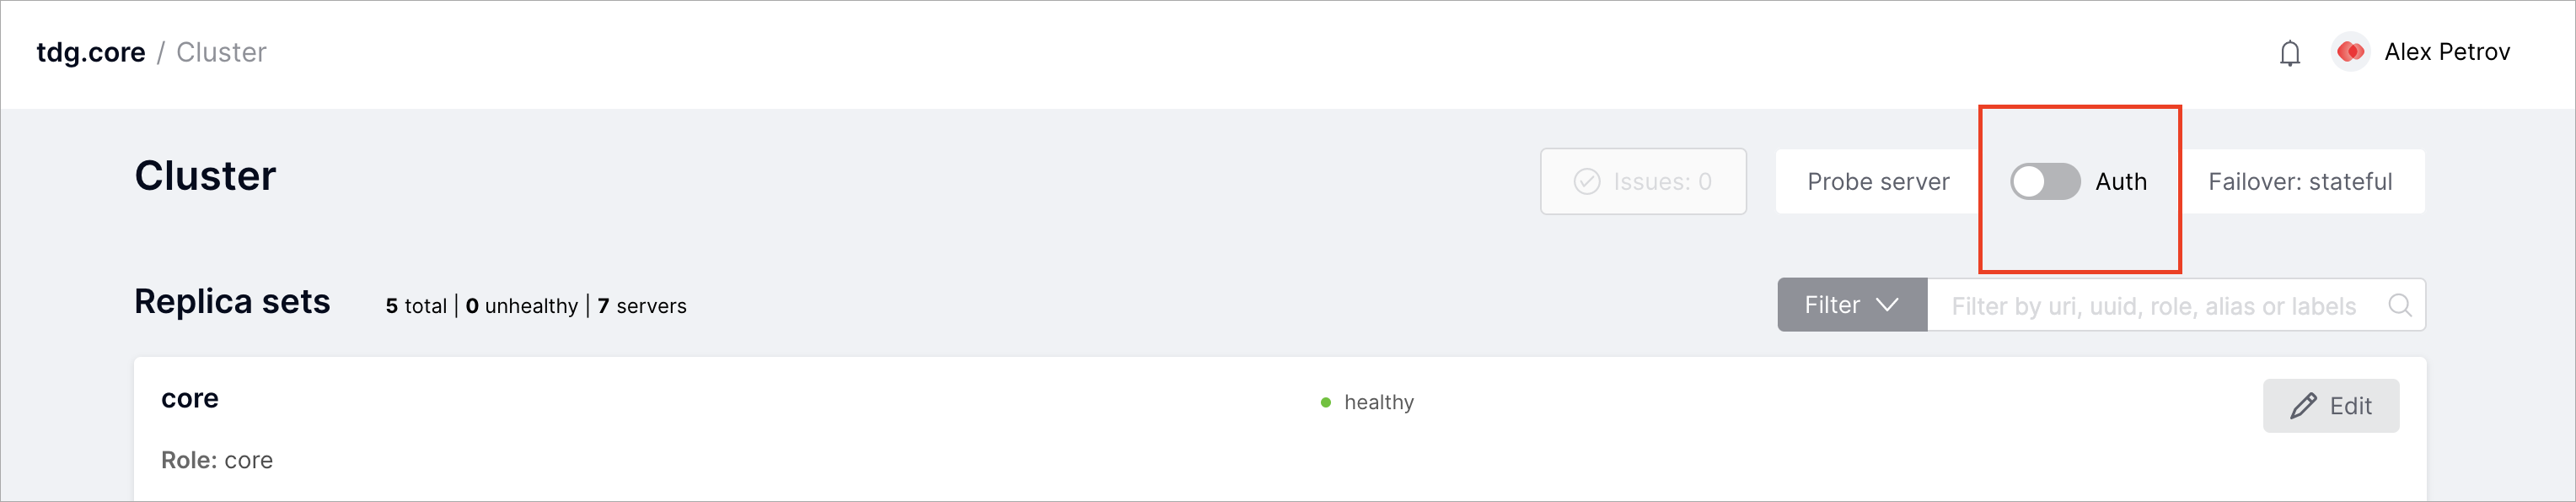 tdg.core / Cluster
Alex Petrov
Cluster
Issues: 0
Probe server
Auth
Failover: stateful
Replica sets
5 total | 0 unhealthy | 7 servers
Filter
Filter by uri, uuid, role, alias or labels
core
healthy
Edit
Role: core